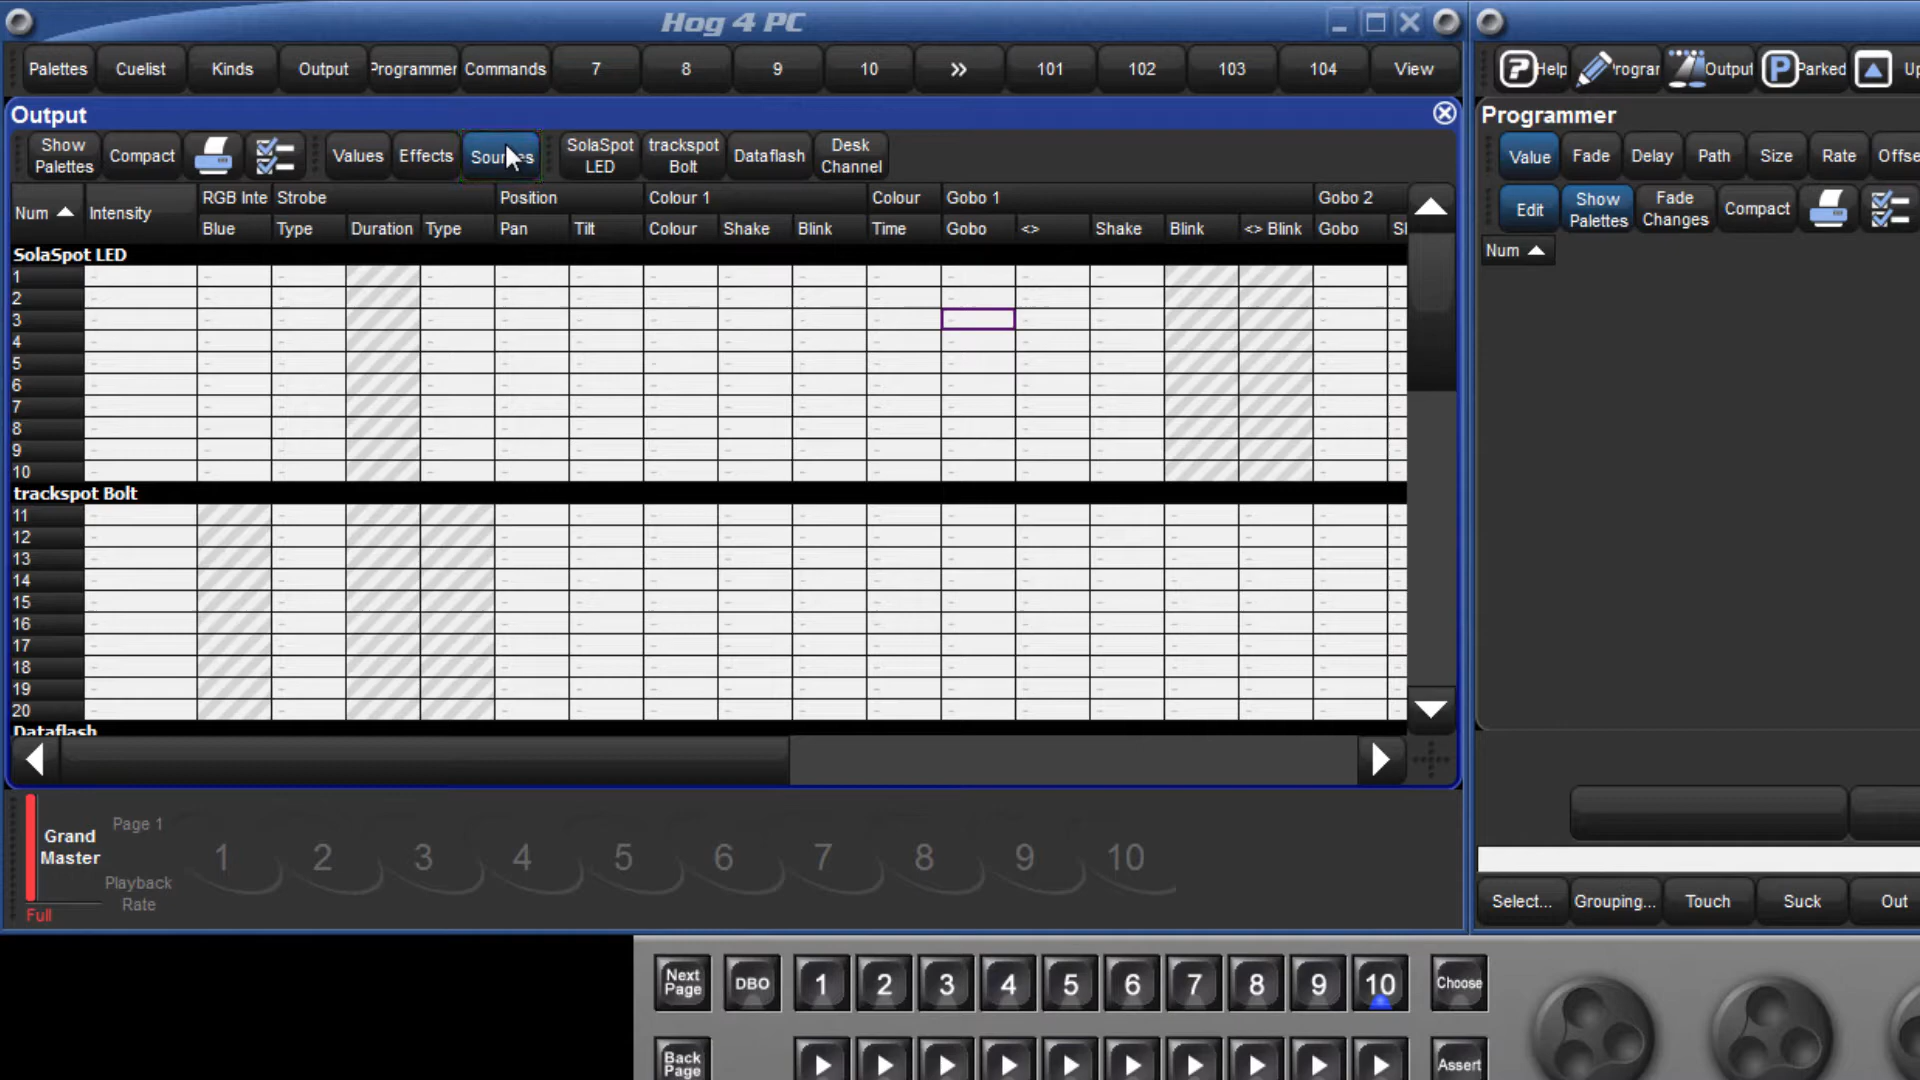 Hog 4 PC
Palettes Cuelist Kinds Output Programmer Commands 7 8 9 10 » 101 102 103 104 View
Output
Show Palettes Compact Values Effects Sources SolaSpot LED trackspot Bolt Dataflash Desk Channel
RGB Inte Strobe Position Colour 1 Colour Gobo 1 Gobo 2
Num Intensity Blue Type Duration Type Pan Tilt Colour Shake Blink Time Gobo <> Shake Blink <> Blink Gobo
SolaSpot LED
1
2
3
4
5
6
7
8
9
10
trackspot Bolt
11
12
13
14
15
16
17
18
19
20
Dataflash
Grand Master
Full
Page 1
Playback Rate
1 2 3 4 5 6 7 8 9 10
Help Progran Output P Parked Up
Programmer
Value Fade Delay Path Size Rate Offse
Edit Show Palettes Fade Changes Compact
Num
Select... Grouping... Touch Suck Out
Next Page DBO 1 2 3 4 5 6 7 8 9 10 Choose
Back Page Assert